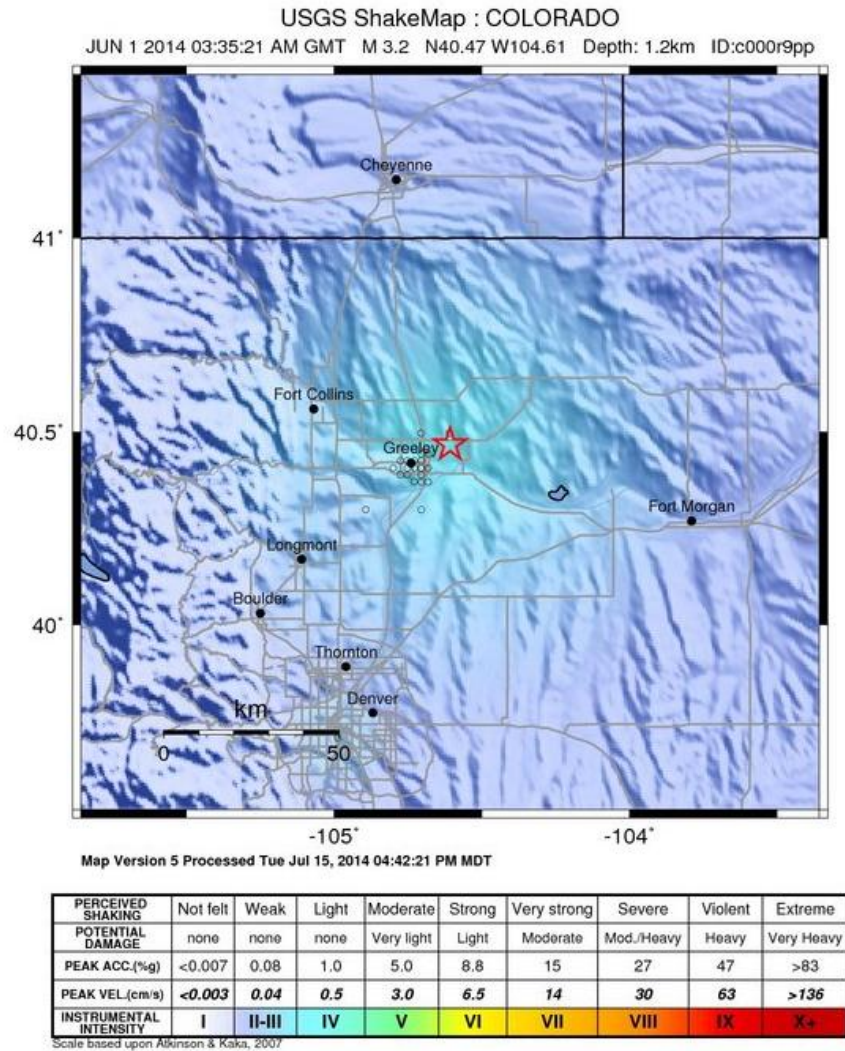 USGS ShakeMap : COLORADO
JUN 1 2014 03:35:21 AM GMT M 3.2 N40.47 W104.61 Depth: 1.2km ID:c000r9pp
Cheyenne
41°
Fort Collins
40.5°
Greeley
Fort Morgan
Longmont
Boulder
40°
Thornton
Denver
km
0 50
-105° -104°
Map Version 5 Processed Tue Jul 15, 2014 04:42:21 PM MDT
PERCEIVED SHAKING Not felt Weak Light Moderate Strong Very strong Severe Violent Extreme
POTENTIAL DAMAGE none none none Very light Light Moderate Mod./Heavy Heavy Very Heavy
PEAK ACC.(%g) <0.007 0.08 1.0 5.0 8.8 15 27 47 >83
PEAK VEL.(cm/s) <0.003 0.04 0.5 3.0 6.5 14 30 63 >136
INSTRUMENTAL INTENSITY I II-III IV V VI VII VIII IX X+
Scale based upon Atkinson & Kaka, 2007